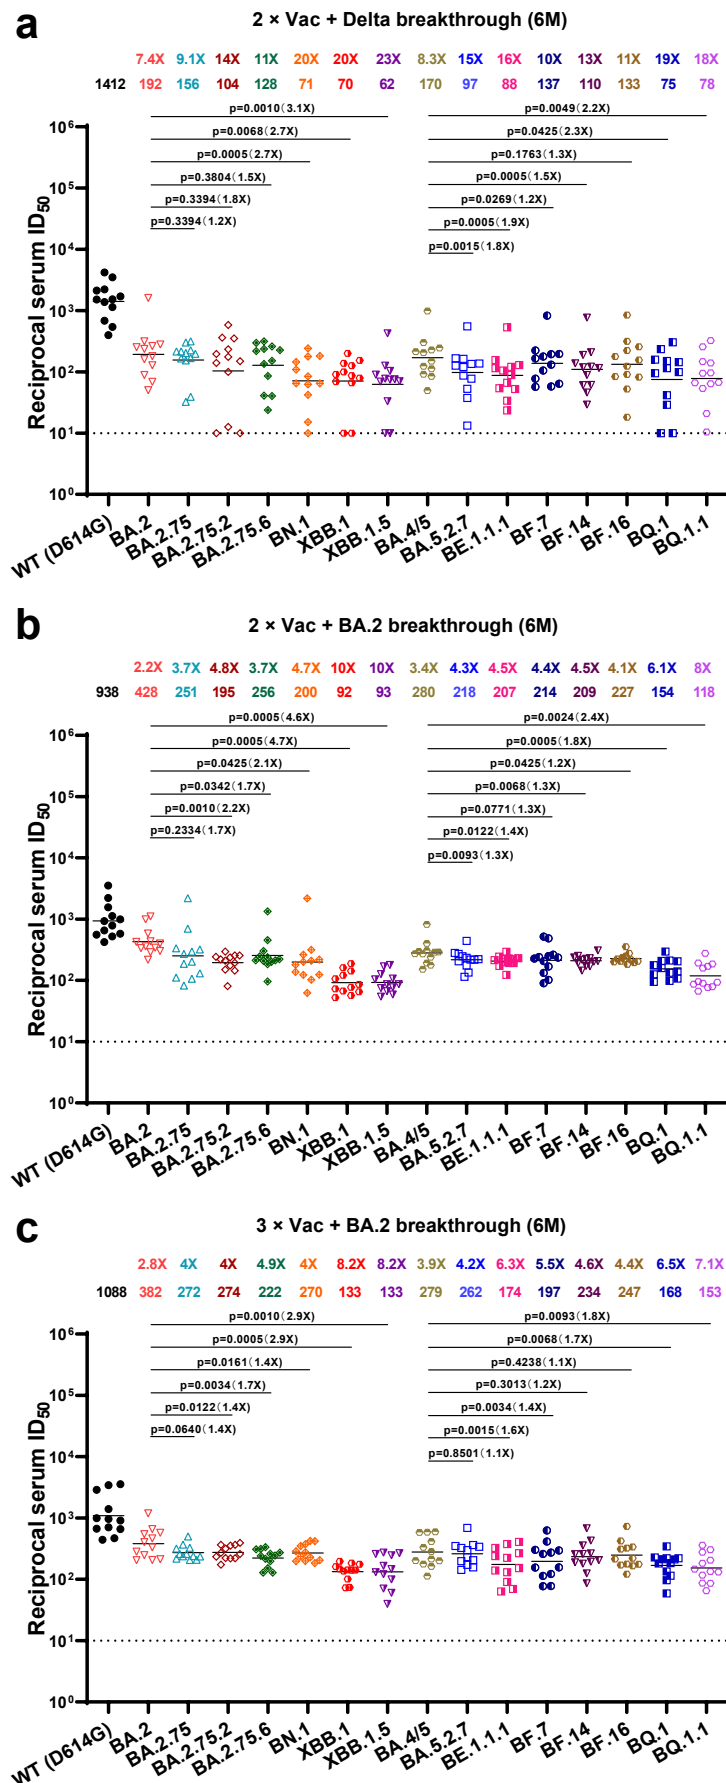 a
2 × Vac + Delta breakthrough (6M)
7.4X 9.1X 14X 11X 20X 20X 23X 8.3X 15X 16X 10X 13X 11X 19X 18X
1412 192 156 104 128 71 70 62 170 97 88 137 110 133 75 78
p=0.0010(3.1X) p=0.0049(2.2X)
p=0.0068(2.7X) p=0.0425(2.3X)
p=0.0005(2.7X) p=0.1763(1.3X)
p=0.3804(1.5X) p=0.0005(1.5X)
p=0.3394(1.8X) p=0.0269(1.2X)
p=0.3394(1.2X) p=0.0005(1.9X)
p=0.0015(1.8X)
Reciprocal serum ID50
10⁶
10⁵
10⁴
10³
10²
10¹
10⁰
WT (D614G) BA.2 BA.2.75 BA.2.75.2 BA.2.75.6 BN.1 XBB.1 XBB.1.5 BA.4/5 BA.5.2.7 BE.1.1.1 BF.7 BF.14 BF.16 BQ.1 BQ.1.1
b
2 × Vac + BA.2 breakthrough (6M)
2.2X 3.7X 4.8X 3.7X 4.7X 10X 10X 3.4X 4.3X 4.5X 4.4X 4.5X 4.1X 6.1X 8X
938 428 251 195 256 200 92 93 280 218 207 214 209 227 154 118
p=0.0005(4.6X) p=0.0024(2.4X)
p=0.0005(4.7X) p=0.0005(1.8X)
p=0.0425(2.1X) p=0.0425(1.2X)
p=0.0342(1.7X) p=0.0068(1.3X)
p=0.0010(2.2X) p=0.0771(1.3X)
p=0.2334(1.7X) p=0.0122(1.4X)
p=0.0093(1.3X)
Reciprocal serum ID50
10⁶
10⁵
10⁴
10³
10²
10¹
10⁰
WT (D614G) BA.2 BA.2.75 BA.2.75.2 BA.2.75.6 BN.1 XBB.1 XBB.1.5 BA.4/5 BA.5.2.7 BE.1.1.1 BF.7 BF.14 BF.16 BQ.1 BQ.1.1
c
3 × Vac + BA.2 breakthrough (6M)
2.8X 4X 4X 4.9X 4X 8.2X 8.2X 3.9X 4.2X 6.3X 5.5X 4.6X 4.4X 6.5X 7.1X
1088 382 272 274 222 270 133 133 279 262 174 197 234 247 168 153
p=0.0010(2.9X) p=0.0093(1.8X)
p=0.0005(2.9X) p=0.0068(1.7X)
p=0.0161(1.4X) p=0.4238(1.1X)
p=0.0034(1.7X) p=0.3013(1.2X)
p=0.0122(1.4X) p=0.0034(1.4X)
p=0.0640(1.4X) p=0.0015(1.6X)
p=0.8501(1.1X)
Reciprocal serum ID50
10⁶
10⁵
10⁴
10³
10²
10¹
10⁰
WT (D614G) BA.2 BA.2.75 BA.2.75.2 BA.2.75.6 BN.1 XBB.1 XBB.1.5 BA.4/5 BA.5.2.7 BE.1.1.1 BF.7 BF.14 BF.16 BQ.1 BQ.1.1